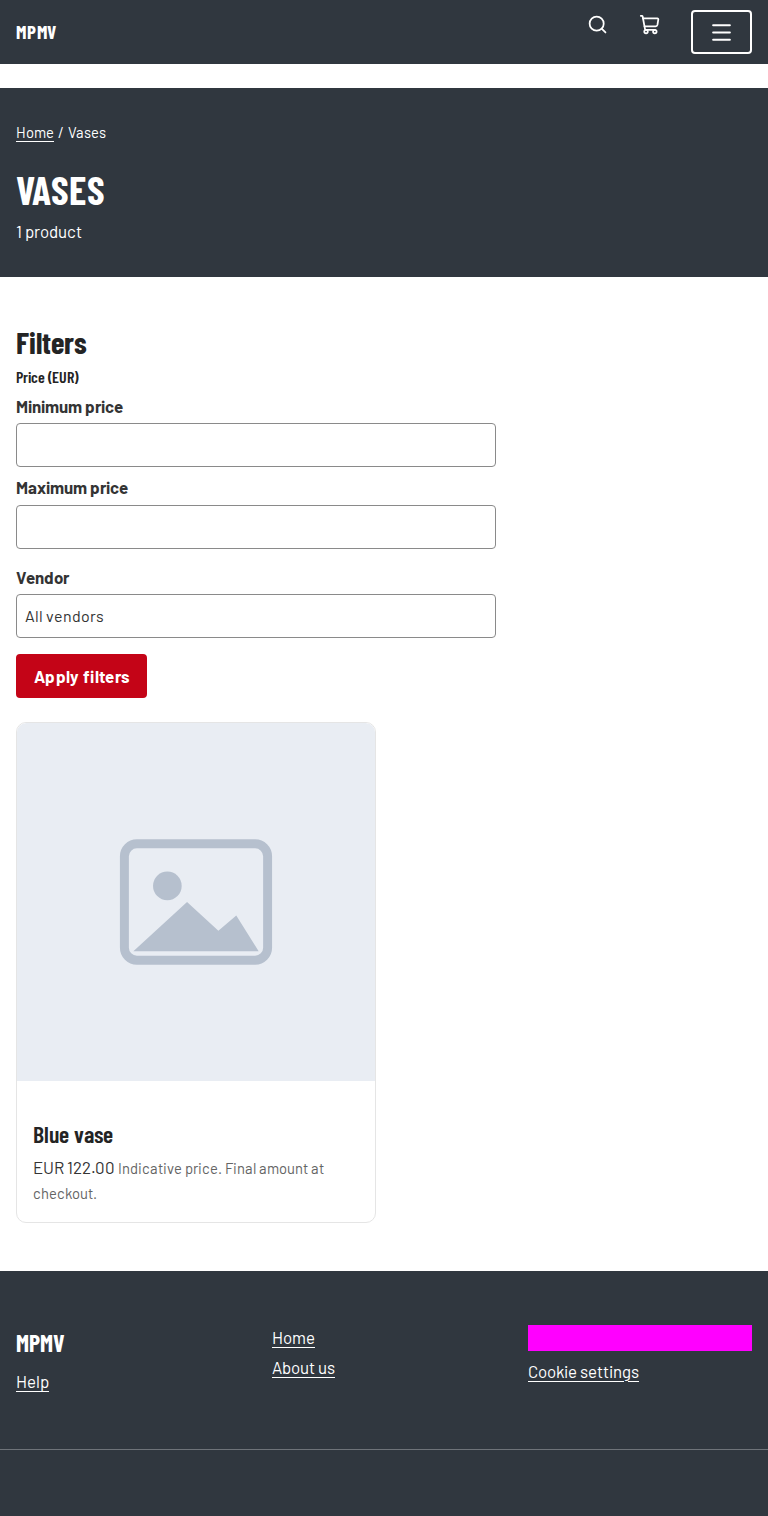 MPMV
Home / Vases
VASES
1 product
Filters
Price (EUR)
Minimum price
Maximum price
Vendor
All vendors
Apply filters
Blue vase
EUR 122.00 Indicative price. Final amount at
checkout.
MPMV
Help
Home
About us
Cookie settings